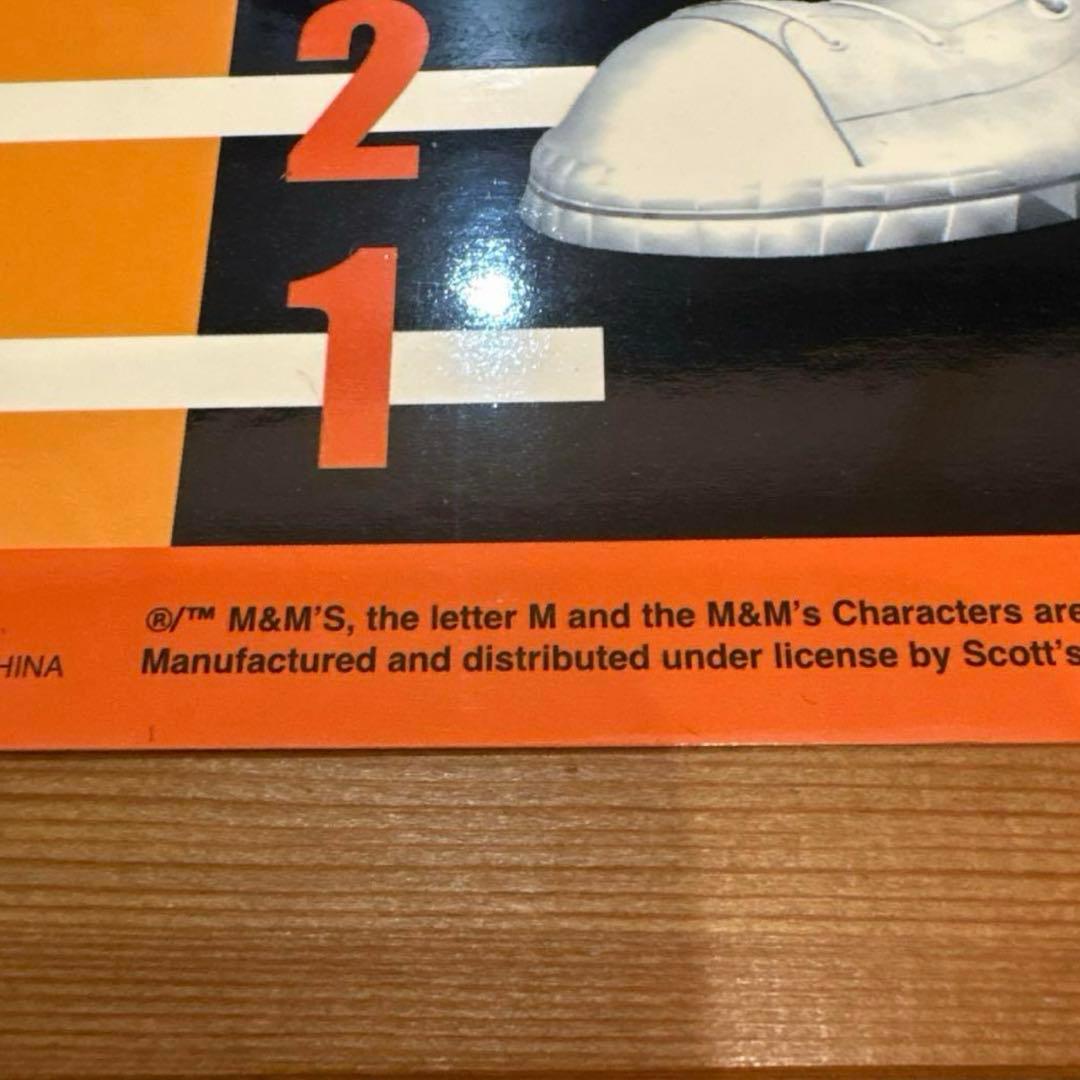 2
1
®/™ M&M'S, the letter M and the M&M's Characters are
HINA
Manufactured and distributed under license by Scott's